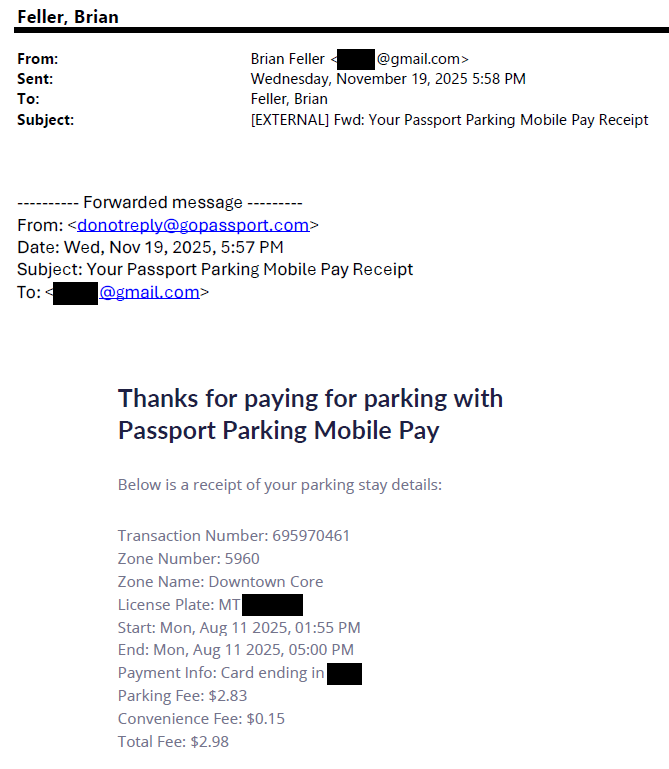 Feller, Brian
From: Brian Feller < @gmail.com>
Sent: Wednesday, November 19, 2025 5:58 PM
To: Feller, Brian
Subject: [EXTERNAL] Fwd: Your Passport Parking Mobile Pay Receipt
---------- Forwarded message ---------
From: <donotreply@gopassport.com>
Date: Wed, Nov 19, 2025, 5:57 PM
Subject: Your Passport Parking Mobile Pay Receipt
To: < @gmail.com>
Thanks for paying for parking with
Passport Parking Mobile Pay
Below is a receipt of your parking stay details:
Transaction Number: 695970461
Zone Number: 5960
Zone Name: Downtown Core
License Plate: MT
Start: Mon, Aug 11 2025, 01:55 PM
End: Mon, Aug 11 2025, 05:00 PM
Payment Info: Card ending in
Parking Fee: $2.83
Convenience Fee: $0.15
Total Fee: $2.98